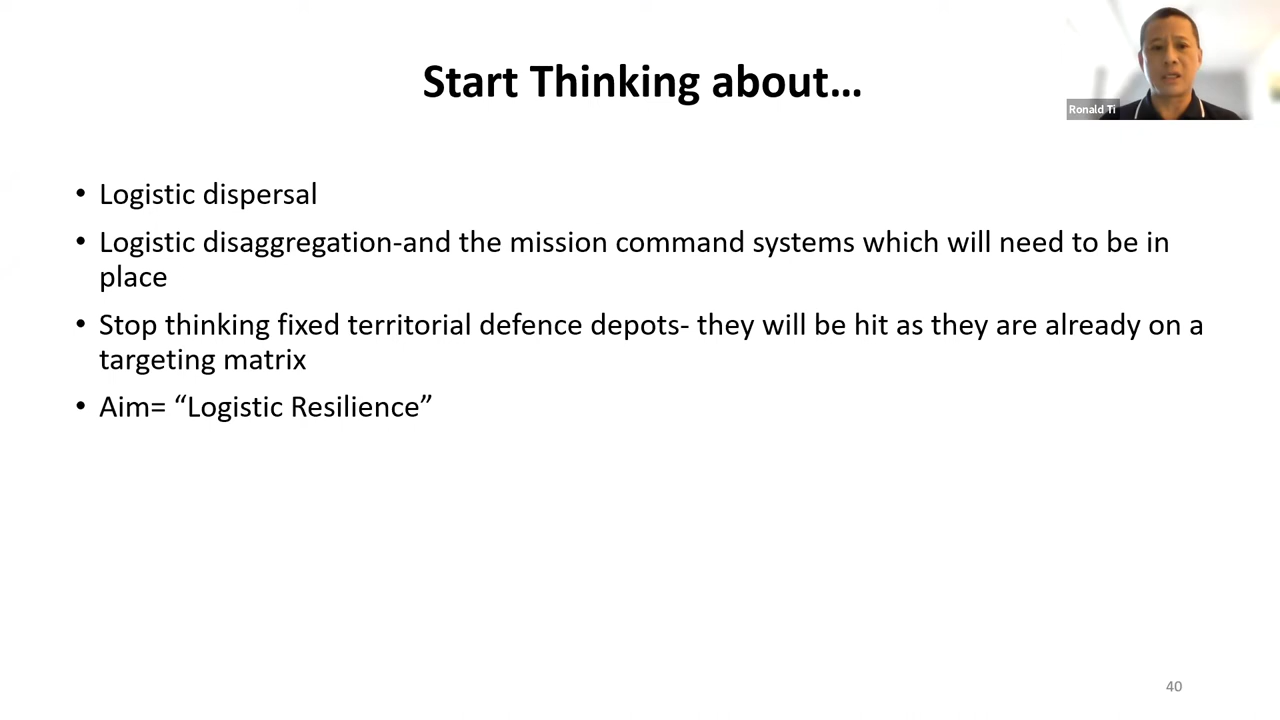 Start Thinking about…
Ronald Ti
• Logistic dispersal
• Logistic disaggregation-and the mission command systems which will need to be in
place
• Stop thinking fixed territorial defence depots- they will be hit as they are already on a
targeting matrix
• Aim= “Logistic Resilience”
40